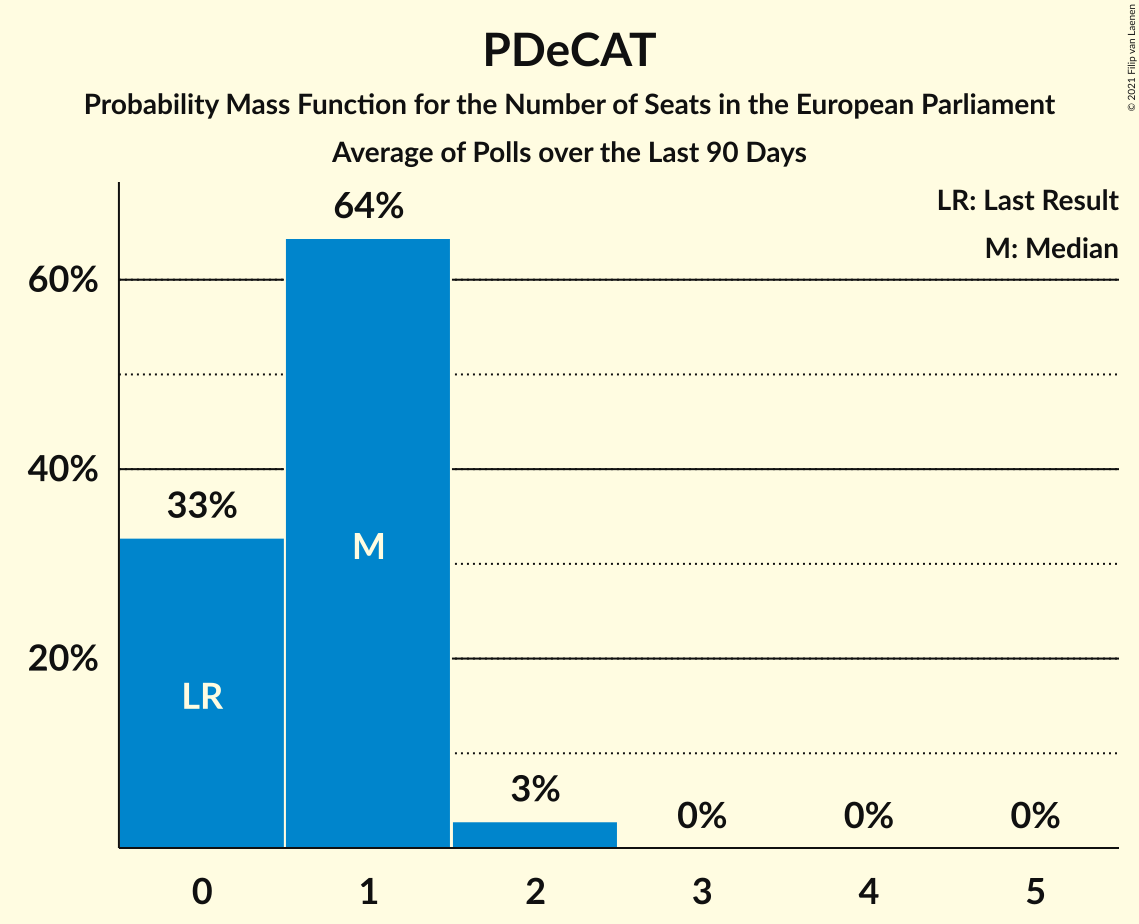 PDeCAT
Probability Mass Function for the Number of Seats in the European Parliament
Average of Polls over the Last 90 Days
© 2021 Filip van Laenen
LR: Last Result
M: Median
64%
60%
40%
33%
M
20%
LR
3%
0%
0%
0%
0
1
2
3
4
5